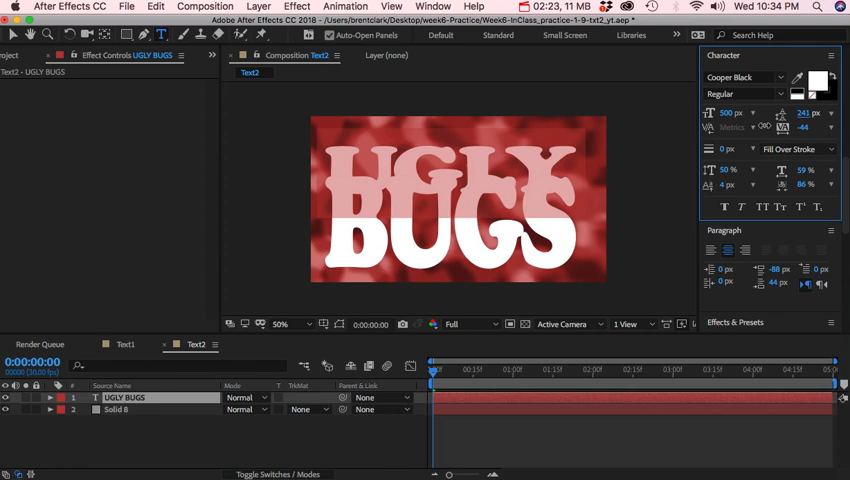 After Effects CC File Edit Composition Layer Effect Animation View Window 02:23, 11 MB Wed 10:34 PM
Adobe After Effects CC 2018 - /Users/brentclark/Desktop/week6-Practice/Week6-InClass_practice-1-9-txt2_yt.aep *
Auto-Open Panels Default Standard Small Screen Libraries Search Help
roject Effect Controls UGLY BUGS Composition Text2 Layer (none) Character
Text2 - UGLY BUGS Text2
Cooper Black
Regular
500 px 241 px
Metrics -44
0 px Fill Over Stroke
50 % 59 %
4 px 86 %
T T TT Tr T¹ T₁
UGLY
BUGS
Paragraph
0 px -88 px 0 px
0 px 44 px
50% 0:00:00:00 Full Active Camera 1 View
Effects & Presets
Render Queue Text1 Text2
0:00:00:00
00000 (30.00 fps)
00f 00:15f 01:00f 01:15f 02:00f 02:15f 03:00f 03:15f 04:00f 04:15f 05:0
# Source Name Mode T TrkMat Parent & Link
1 T UGLY BUGS Normal None
2 Solid 8 Normal None None
Toggle Switches / Modes